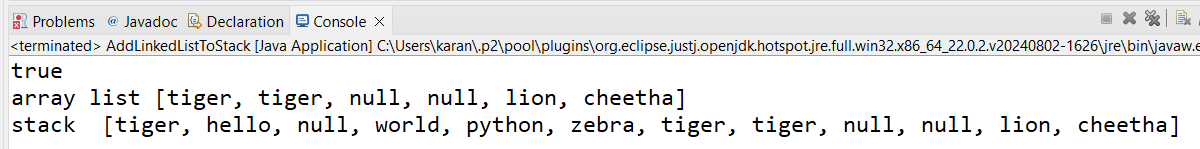 Problems @ Javadoc Declaration Console
<terminated> AddLinkedListToStack [Java Application] C:\Users\karan\.p2\pool\plugins\org.eclipse.justj.openjdk.hotspot.jre.full.win32.x86_64_22.0.2.v20240802-1626\jre\bin\javaw.e
true
array list [tiger, tiger, null, null, lion, cheetha]
stack  [tiger, hello, null, world, python, zebra, tiger, tiger, null, null, lion, cheetha]